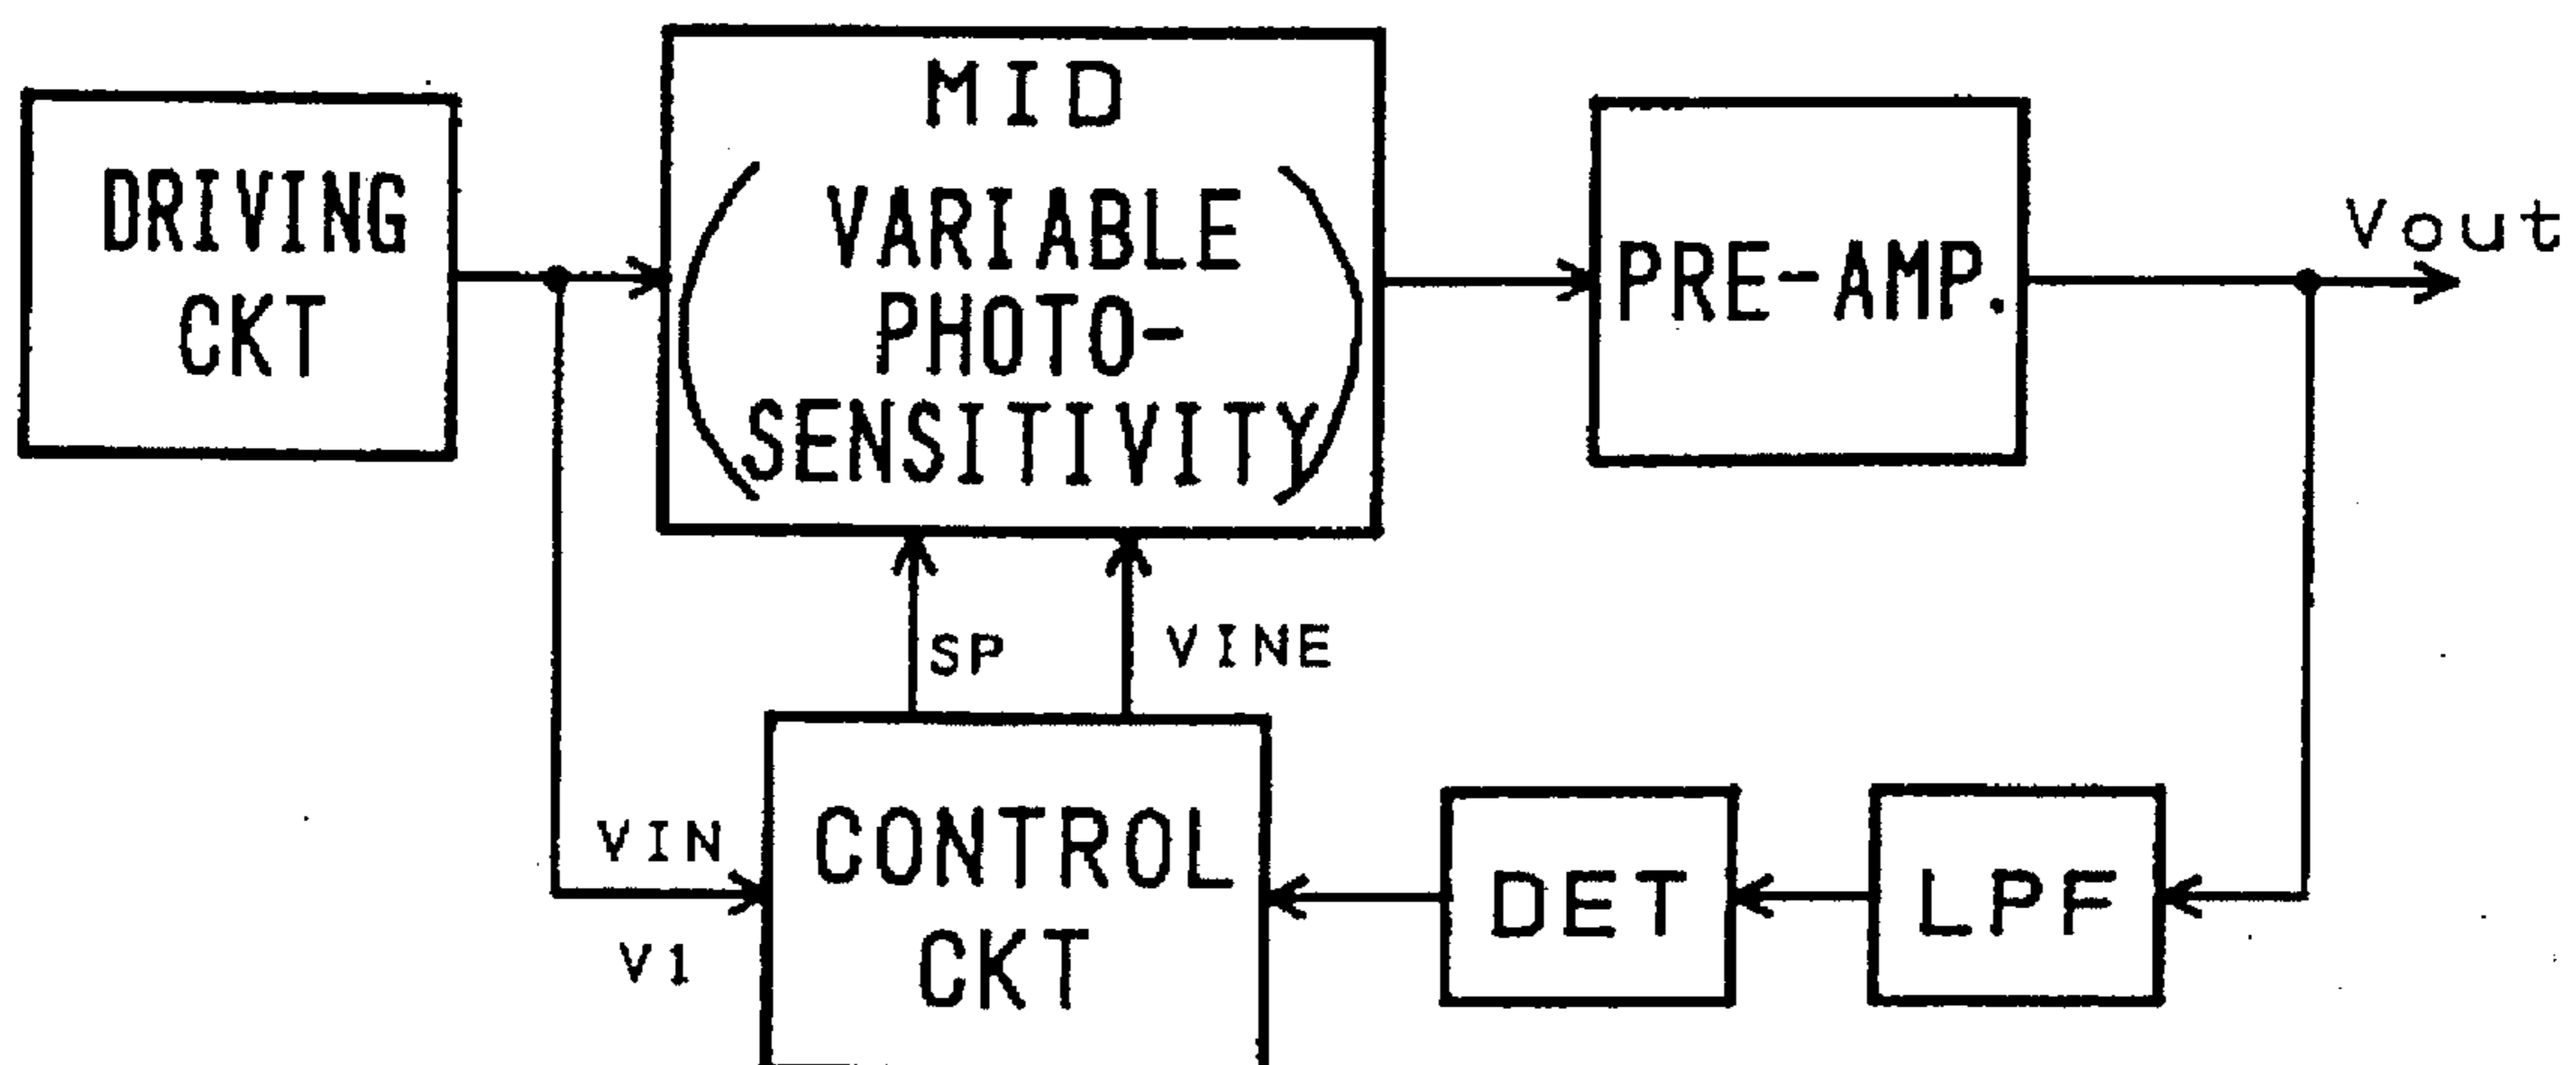 DRIVING
CKT
MID
VARIABLE
PHOTO-
SENSITIVITY
PRE-AMP.
Vout
SP
VINE
VIN
V1
CONTROL
CKT
DET
LPF